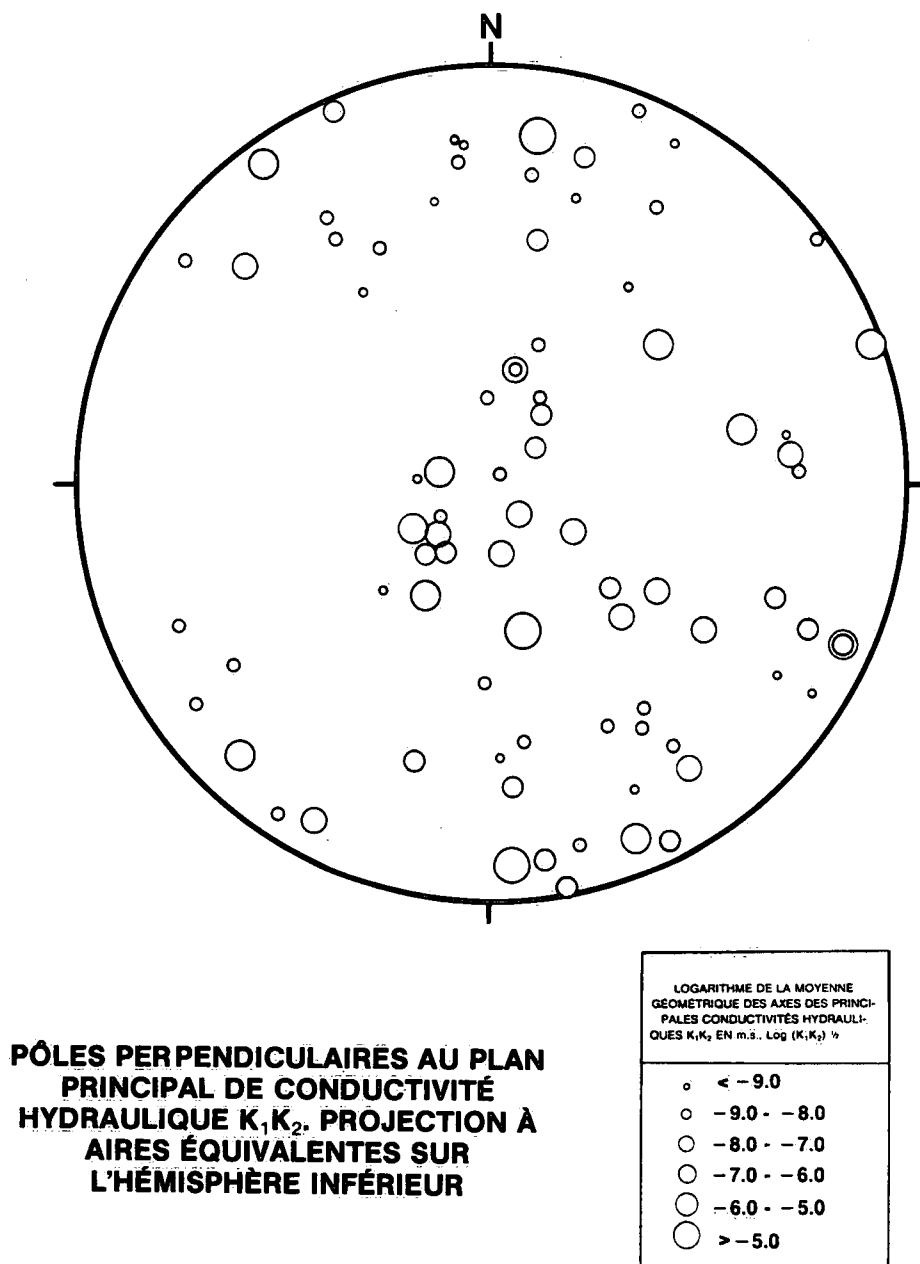 N
LOGARITHME DE LA MOYENNE
GÉOMÉTRIQUE DES AXES DES PRINCI-
PALES CONDUCTIVITÉS HYDRAULI-
QUES K₁K₂ EN m.s., Log (K₁K₂) ½
< −9.0
−9.0 - −8.0
−8.0 - −7.0
−7.0 - −6.0
−6.0 - −5.0
> −5.0
PÔLES PERPENDICULAIRES AU PLAN
PRINCIPAL DE CONDUCTIVITÉ
HYDRAULIQUE K₁K₂. PROJECTION À
AIRES ÉQUIVALENTES SUR
L'HÉMISPHÈRE INFÉRIEUR